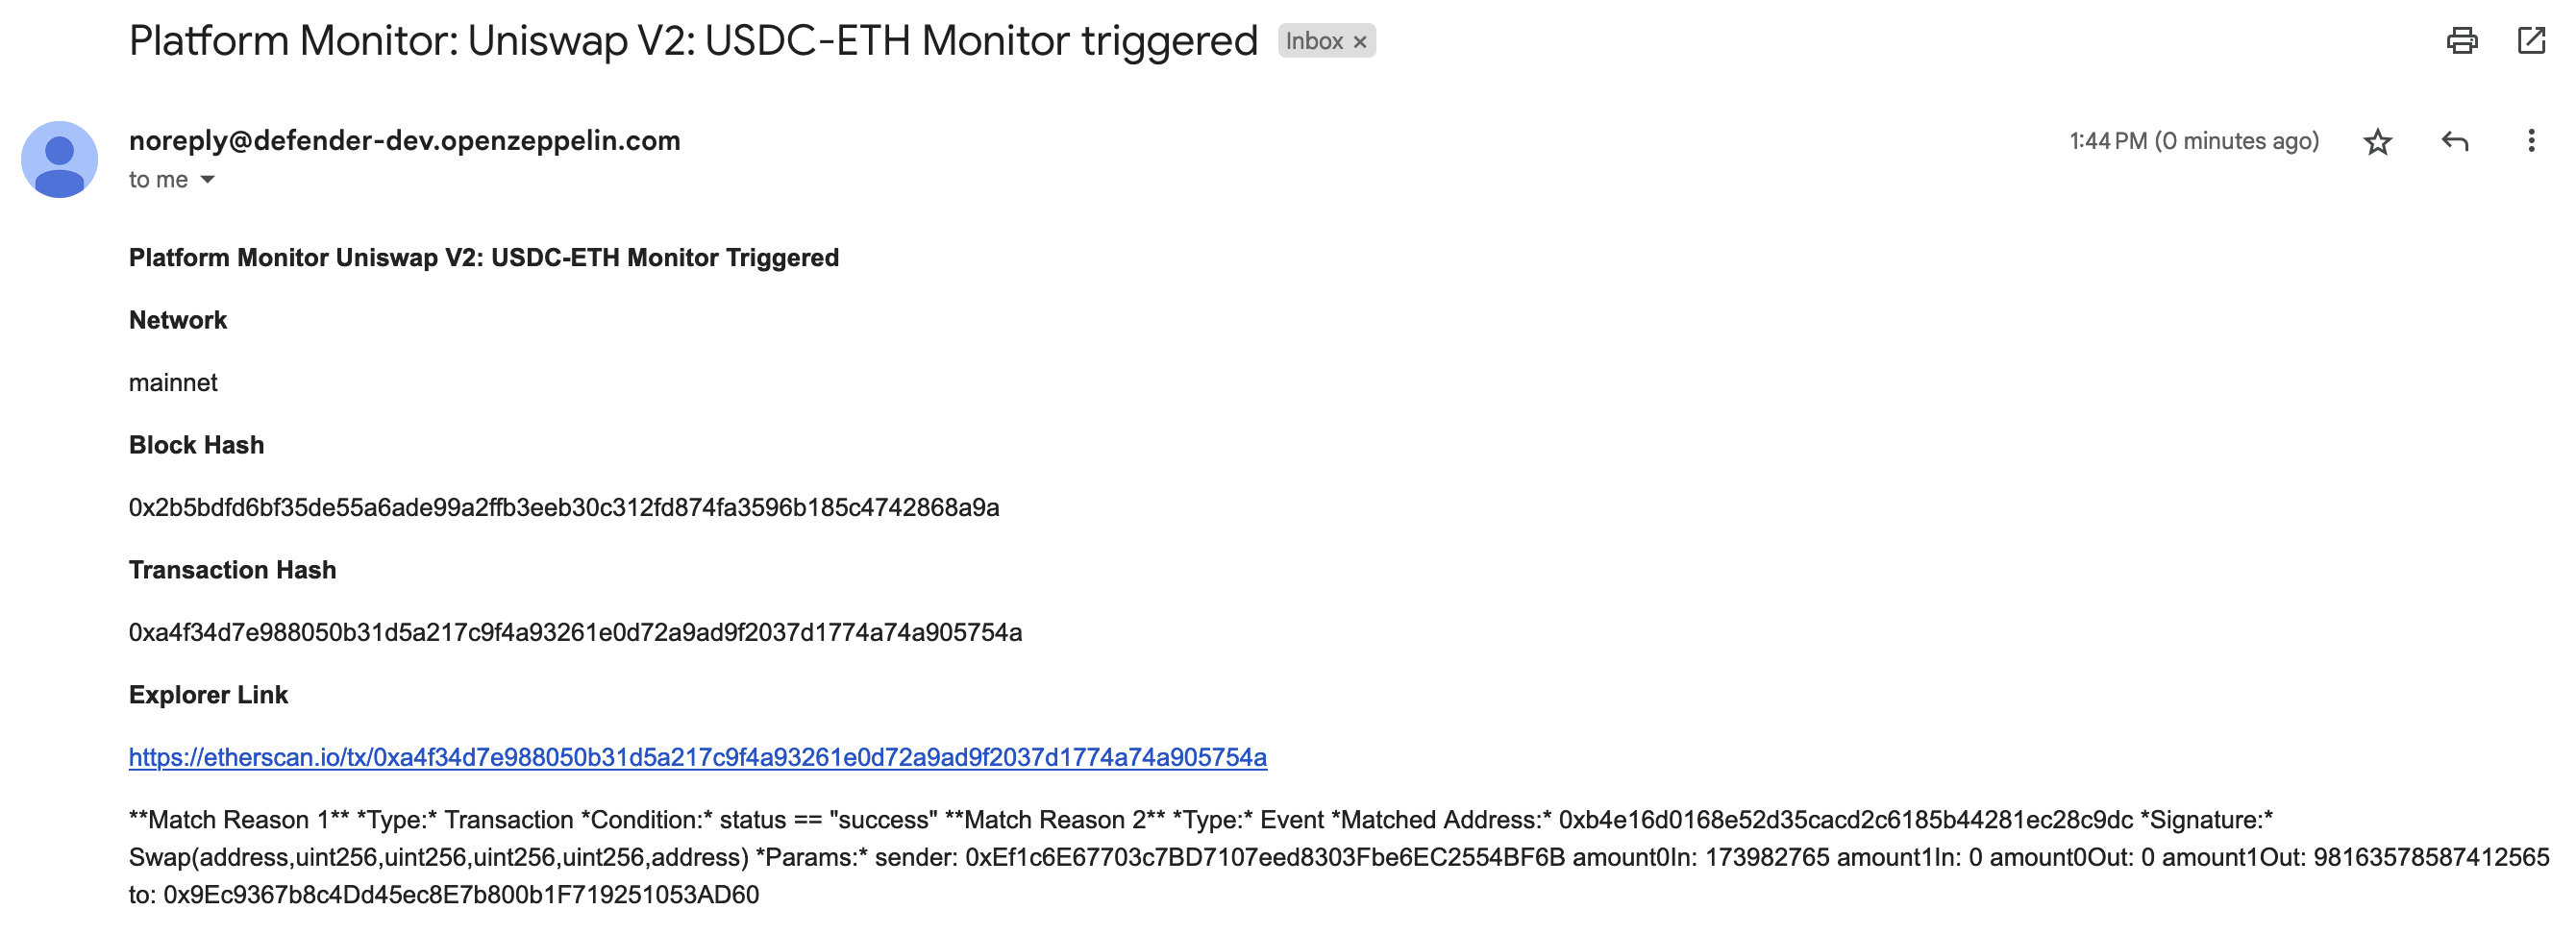 Platform Monitor: Uniswap V2: USDC-ETH Monitor triggered Inbox ×
noreply@defender-dev.openzeppelin.com 1:44 PM (0 minutes ago)
to me
Platform Monitor Uniswap V2: USDC-ETH Monitor Triggered
Network
mainnet
Block Hash
0x2b5bdfd6bf35de55a6ade99a2ffb3eeb30c312fd874fa3596b185c4742868a9a
Transaction Hash
0xa4f34d7e988050b31d5a217c9f4a93261e0d72a9ad9f2037d1774a74a905754a
Explorer Link
https://etherscan.io/tx/0xa4f34d7e988050b31d5a217c9f4a93261e0d72a9ad9f2037d1774a74a905754a
**Match Reason 1** *Type:* Transaction *Condition:* status == "success" **Match Reason 2** *Type:* Event *Matched Address:* 0xb4e16d0168e52d35cacd2c6185b44281ec28c9dc *Signature:*
Swap(address,uint256,uint256,uint256,uint256,address) *Params:* sender: 0xEf1c6E67703c7BD7107eed8303Fbe6EC2554BF6B amount0In: 173982765 amount1In: 0 amount0Out: 0 amount1Out: 98163578587412565
to: 0x9Ec9367b8c4Dd45ec8E7b800b1F719251053AD60